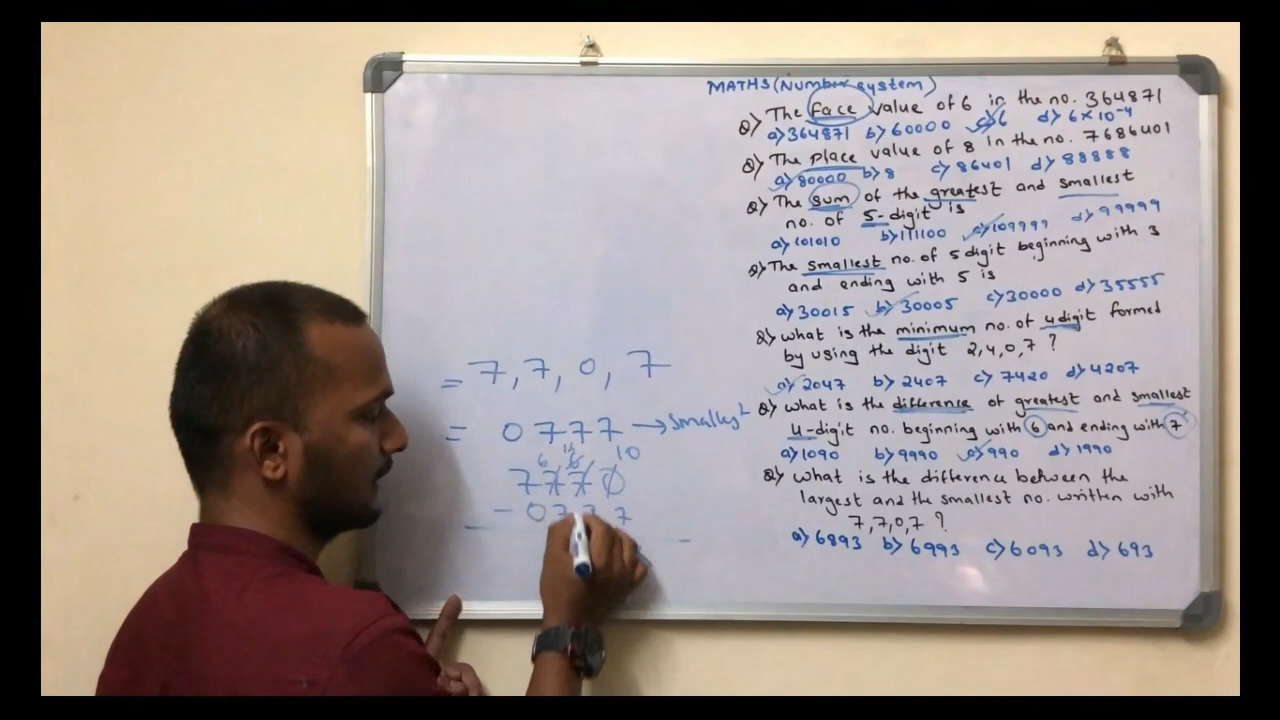 MATHS (Number system)
Q) The face value of 6 in the no. 364871
a) 364871 b) 60000 c) 6 d) 6×10⁻⁴
Q) The place value of 8 in the no. 7686401
a) 80000 b) 8 c) 86401 d) 88888
Q) The sum of the greatest and smallest
no. of 5-digit is
a) 101010 b) 111100 c) 109999 d) 99999
Q) The smallest no. of 5 digit beginning with 3
and ending with 5 is
a) 30015 b) 30005 c) 30000 d) 35555
Q) what is the minimum no. of 4 digit formed
by using the digit 2,4,0,7 ?
a) 2047 b) 2407 c) 7420 d) 4207
Q) what is the difference of greatest and smallest
4-digit no. beginning with 6 and ending with 7
a) 1090 b) 9990 c) 990 d) 1990
Q) what is the difference between the
largest and the smallest no. written with
7,7,0,7 ?
a) 6893 b) 6993 c) 6093 d) 693
= 7, 7, 0, 7
= 0777 → smallest
6 16 10
7770
- 0777